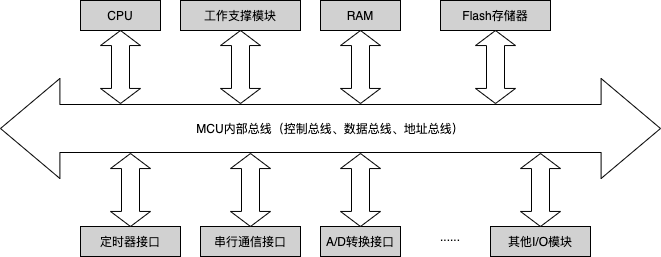 CPU
工作支撑模块
RAM
Flash存储器
MCU内部总线（控制总线、数据总线、地址总线）
定时器接口
串行通信接口
A/D转换接口
······
其他I/O模块